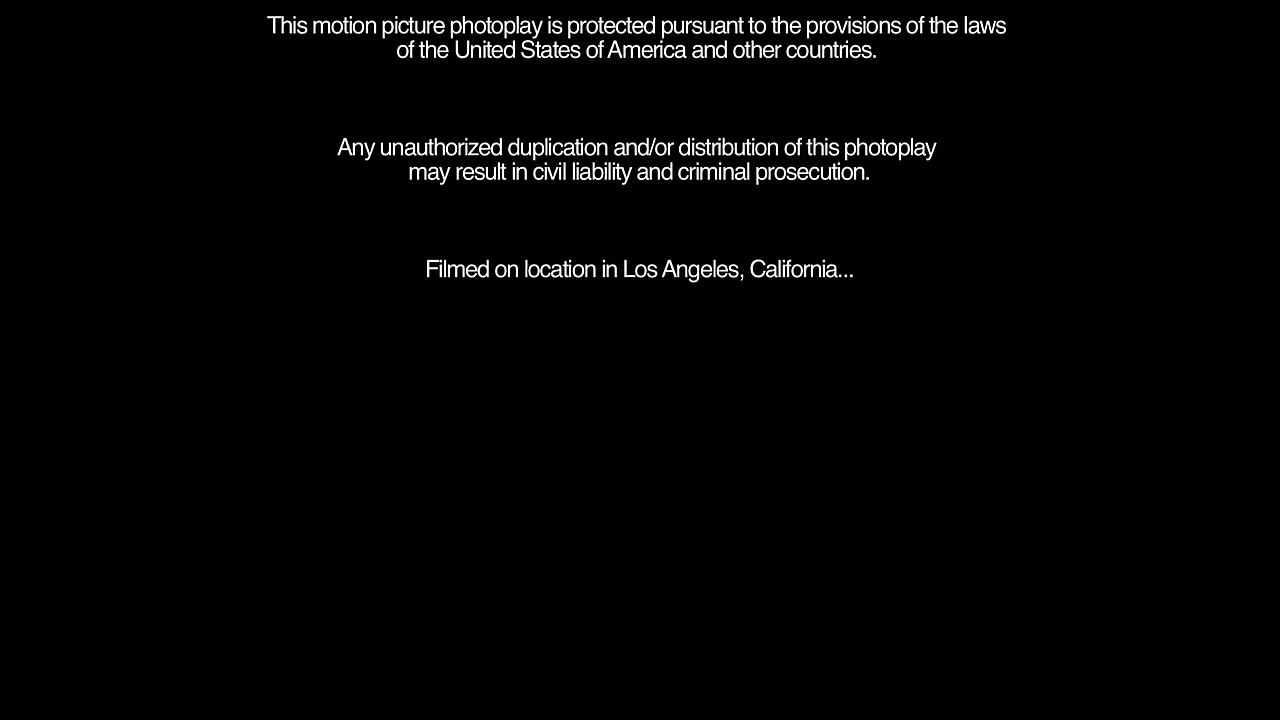 This motion picture photoplay is protected pursuant to the provisions of the laws
of the United States of America and other countries.
Any unauthorized duplication and/or distribution of this photoplay
may result in civil liability and criminal prosecution.
Filmed on location in Los Angeles, California...